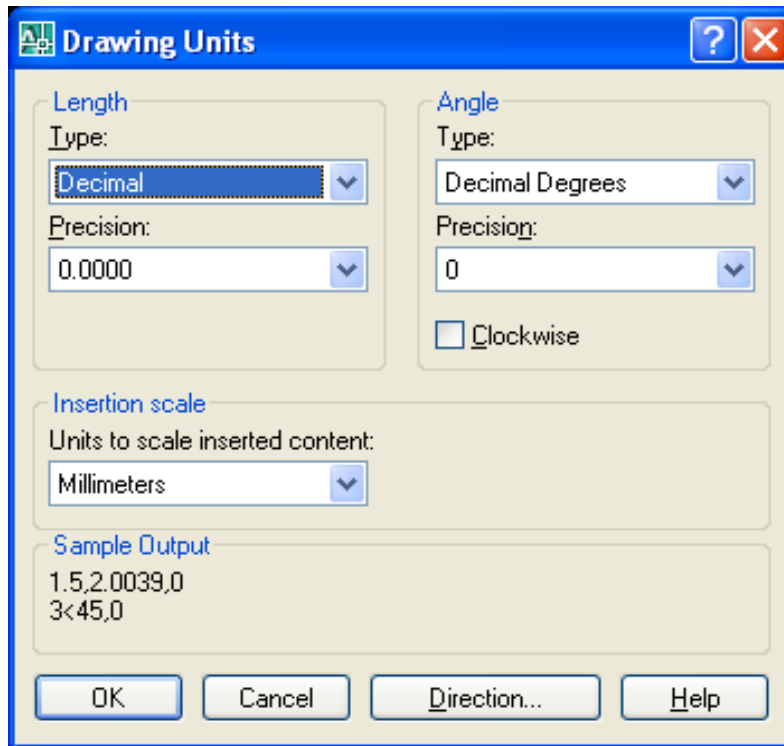 Drawing Units
Length
Type:
Decimal
Precision:
0.0000
Angle
Type:
Decimal Degrees
Precision:
0
Clockwise
Insertion scale
Units to scale inserted content:
Millimeters
Sample Output
1.5,2.0039,0
3<45,0
OK Cancel Direction... Help